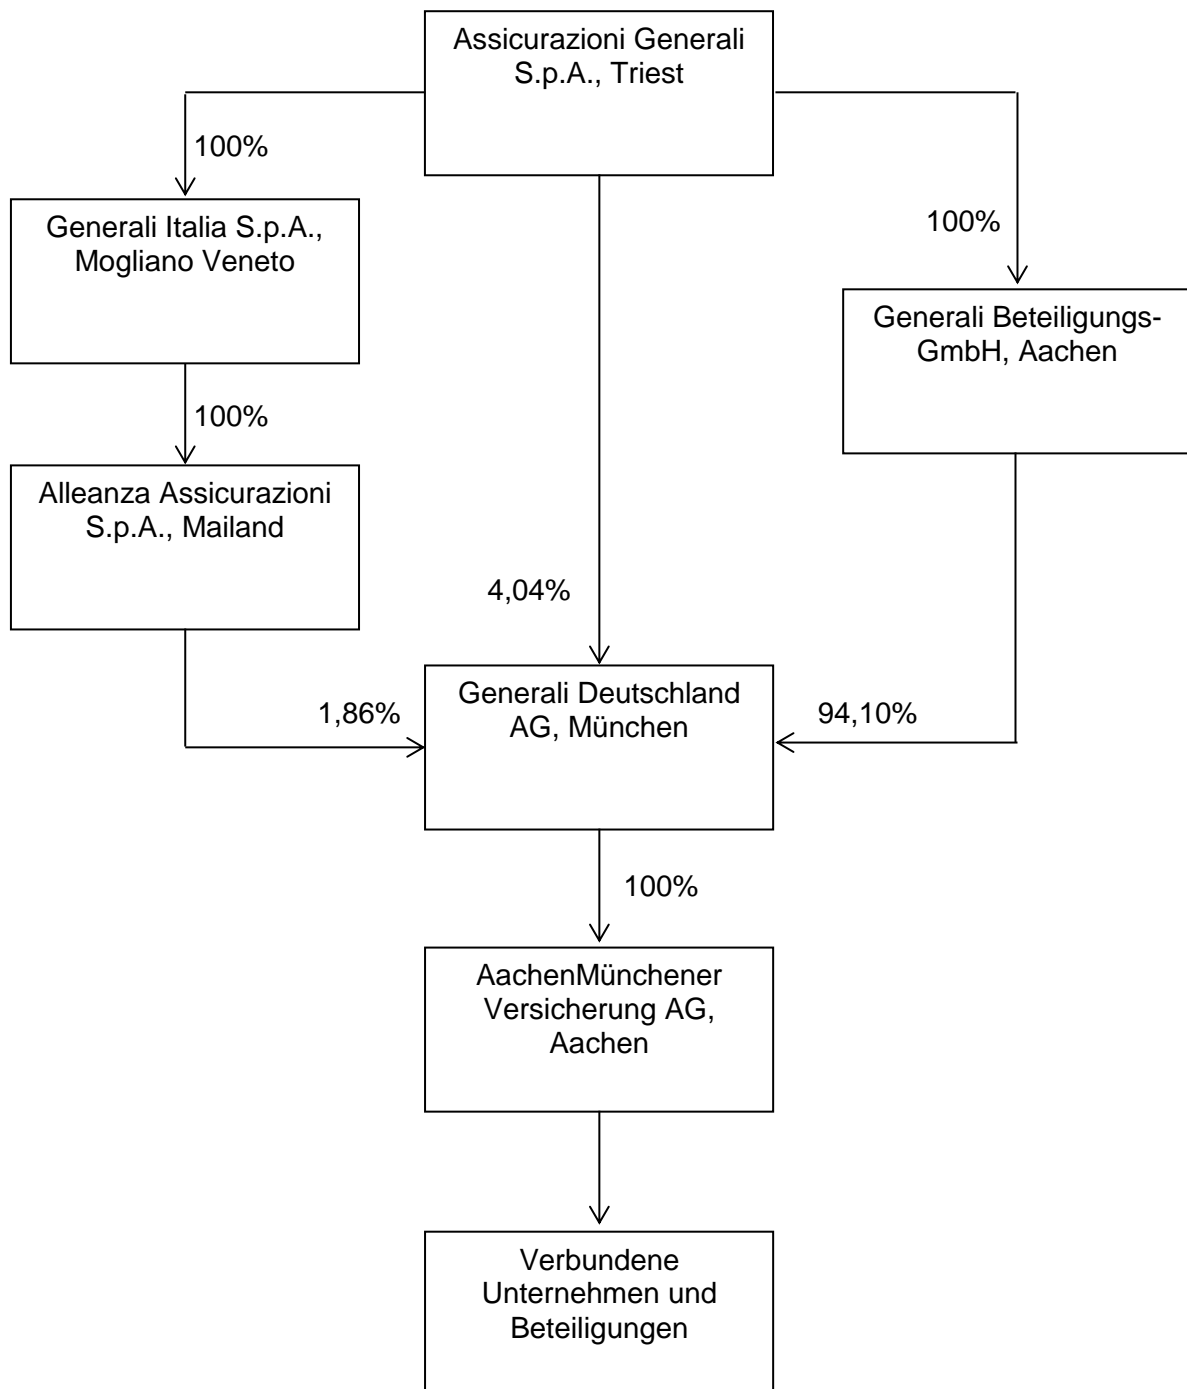 Assicurazioni Generali
S.p.A., Triest
100%
Generali Italia S.p.A.,
Mogliano Veneto
100%
Generali Beteiligungs-
GmbH, Aachen
100%
Alleanza Assicurazioni
S.p.A., Mailand
4,04%
1,86%
Generali Deutschland
AG, München
94,10%
100%
AachenMünchener
Versicherung AG,
Aachen
Verbundene
Unternehmen und
Beteiligungen